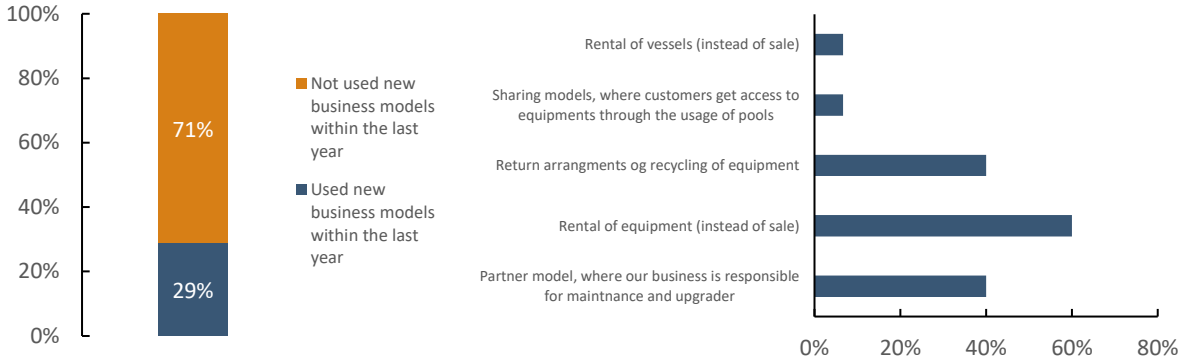 100%
80%
60%
40%
20%
0%
71%
29%
Not used new
business models
within the last
year
Used new
business models
within the last
year
Rental of vessels (instead of sale)
Sharing models, where customers get access to
equipments through the usage of pools
Return arrangments og recycling of equipment
Rental of equipment (instead of sale)
Partner model, where our business is responsible
for maintnance and upgrader
0%
20%
40%
60%
80%